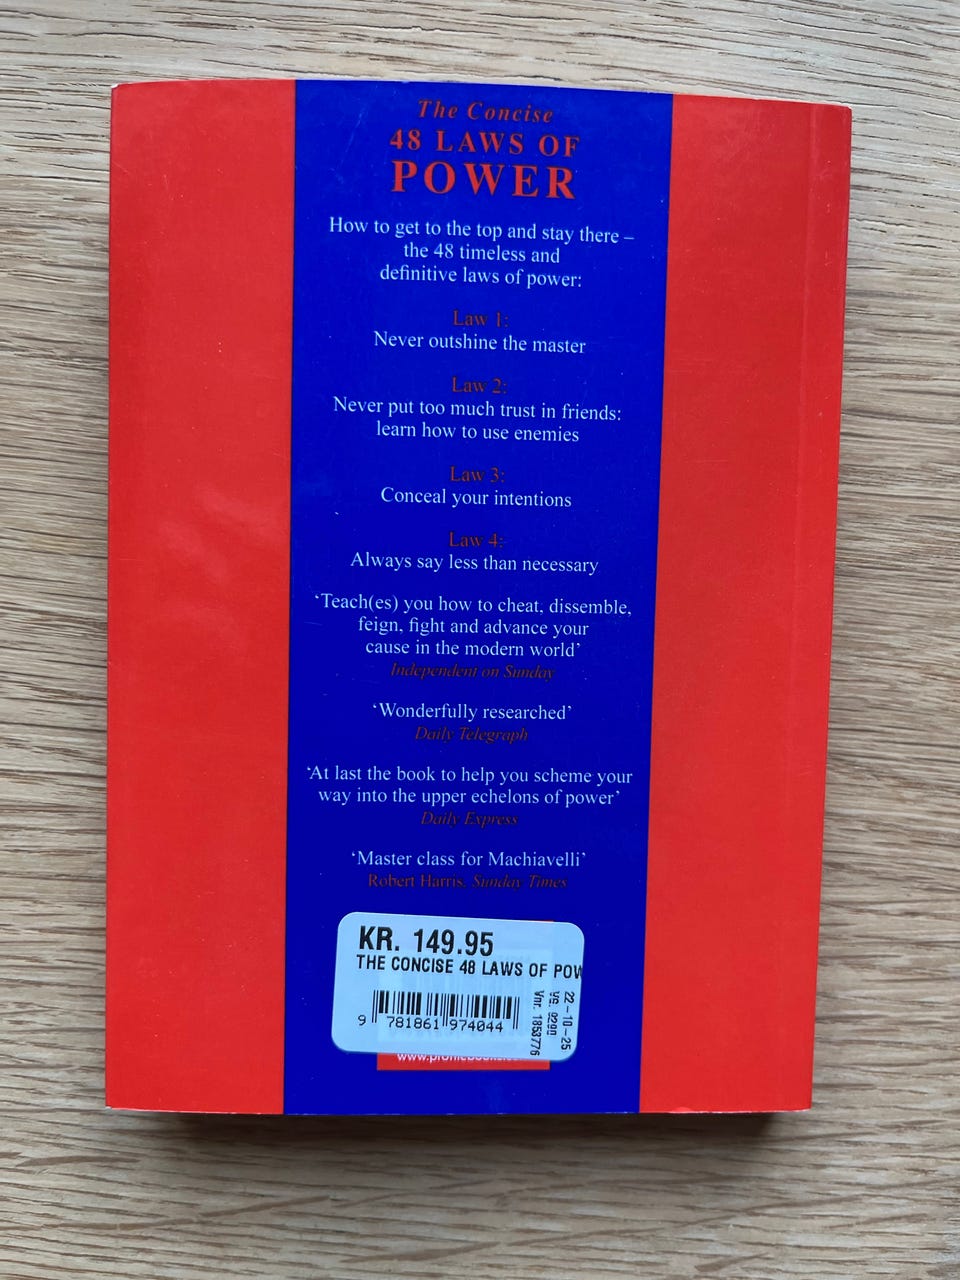 The Concise
48 LAWS OF
POWER
How to get to the top and stay there –
the 48 timeless and
definitive laws of power:
Law 1:
Never outshine the master
Law 2:
Never put too much trust in friends:
learn how to use enemies
Law 3:
Conceal your intentions
Law 4:
Always say less than necessary
‘Teach(es) you how to cheat, dissemble,
feign, fight and advance your
cause in the modern world’
Independent on Sunday
‘Wonderfully researched’
Daily Telegraph
‘At last the book to help you scheme your
way into the upper echelons of power’
Daily Express
‘Master class for Machiavelli’
Robert Harris, Sunday Times
KR. 149.95
THE CONCISE 48 LAWS OF POW
9 781861 974044
22-10-25
Vnr. 1853776